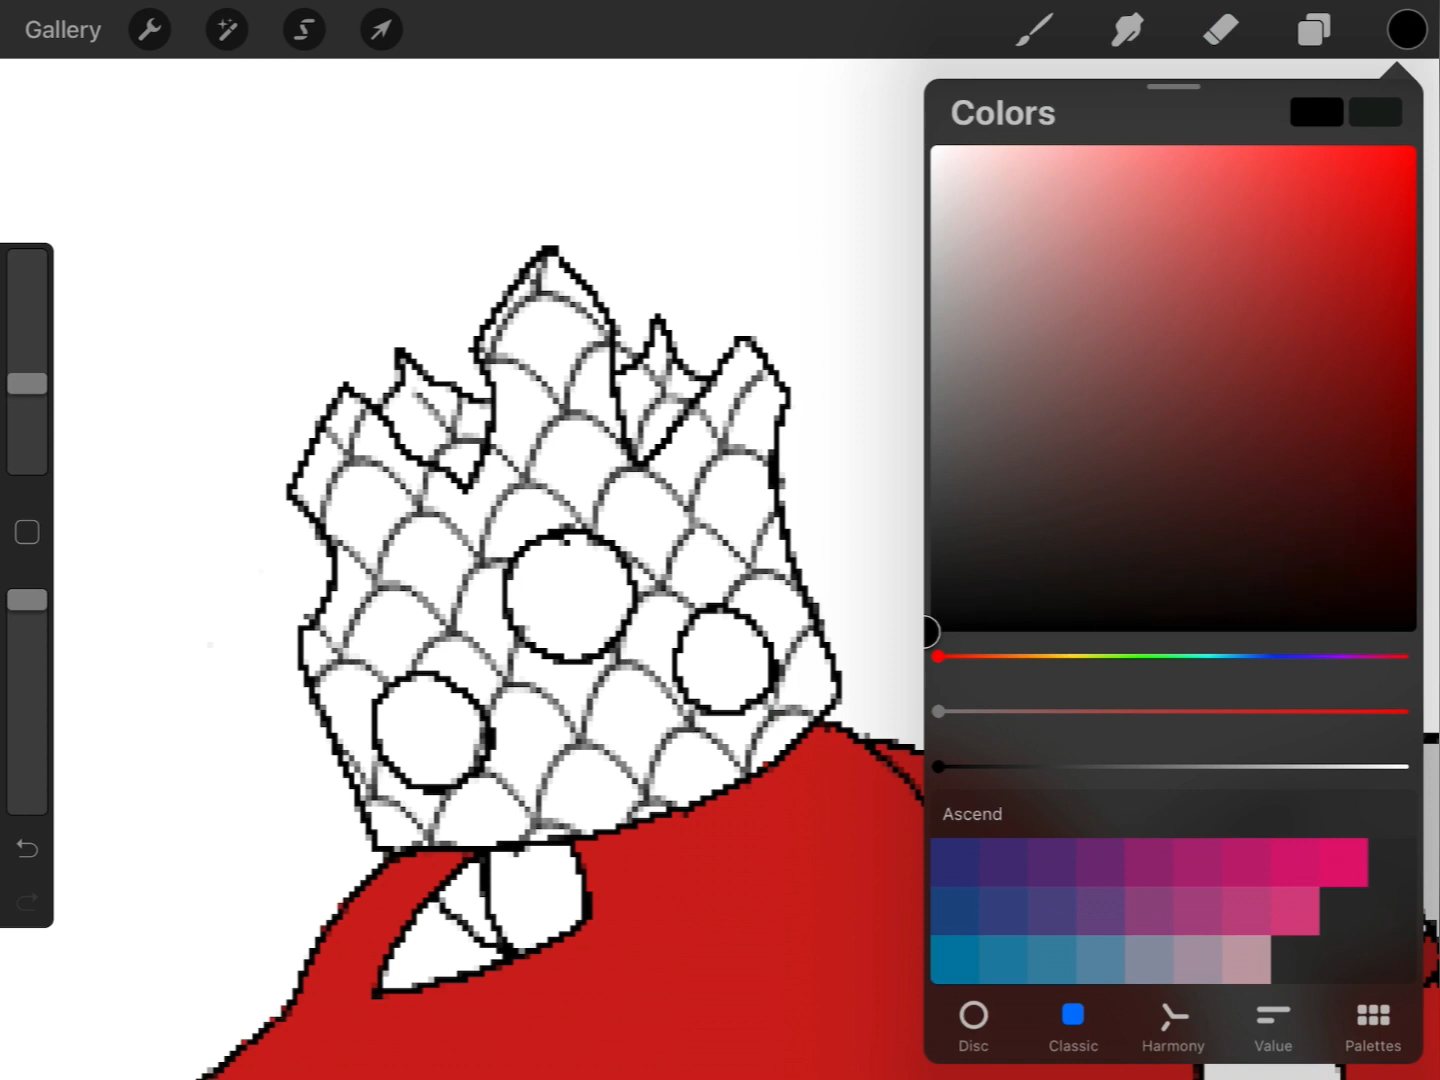 Gallery
Colors
Ascend
Disc
Classic
Harmony
Value
Palettes